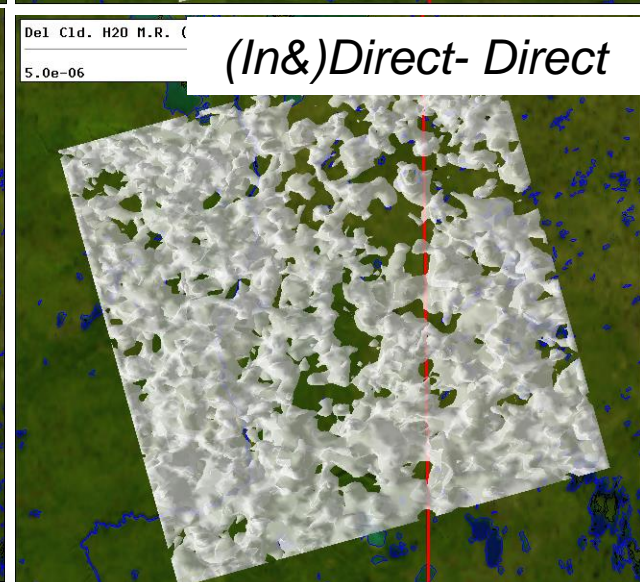 Del Cld. H2O M.R. (
(In&)Direct- Direct
5.0e-06